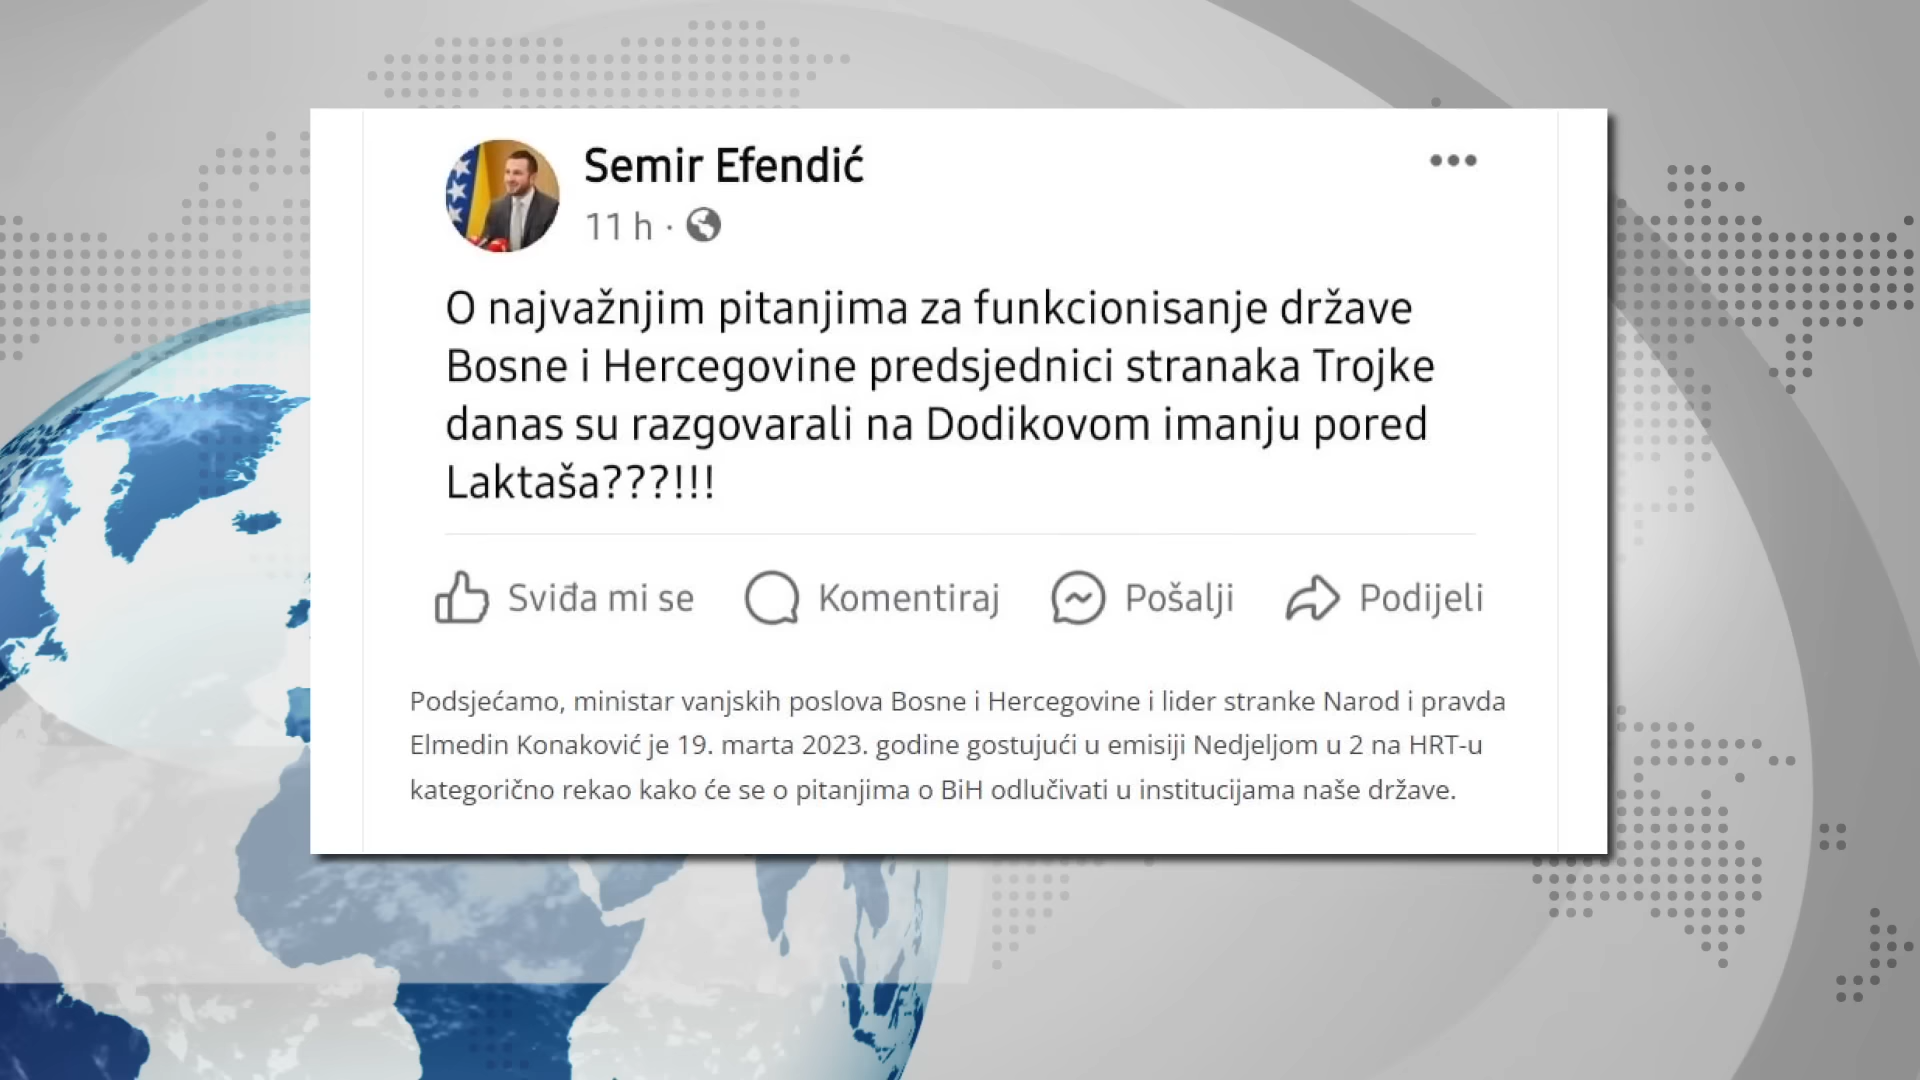 Semir Efendić
11 h ·
O najvažnjim pitanjima za funkcionisanje države
Bosne i Hercegovine predsjednici stranaka Trojke
danas su razgovarali na Dodikovom imanju pored
Laktaša???!!!
Sviđa mi se Komentiraj Pošalji Podijeli
Podsjećamo, ministar vanjskih poslova Bosne i Hercegovine i lider stranke Narod i pravda
Elmedin Konaković je 19. marta 2023. godine gostujući u emisiji Nedjeljom u 2 na HRT-u
kategorično rekao kako će se o pitanjima o BiH odlučivati u institucijama naše države.